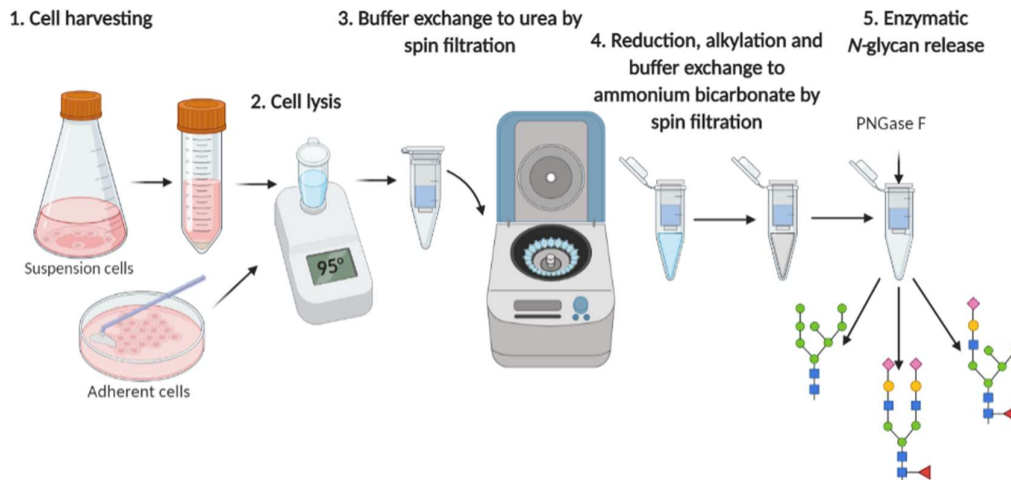 1. Cell harvesting
Suspension cells
Adherent cells
2. Cell lysis
95°
3. Buffer exchange to urea by
spin filtration
4. Reduction, alkylation and
buffer exchange to
ammonium bicarbonate by
spin filtration
5. Enzymatic
N-glycan release
PNGase F